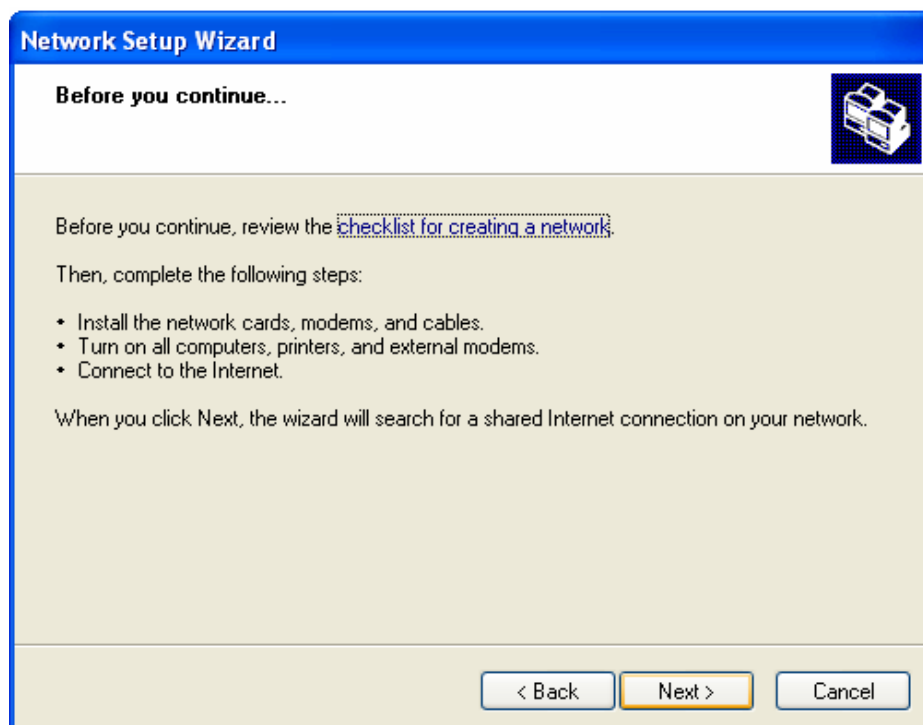 Network Setup Wizard
Before you continue...
Before you continue, review the checklist for creating a network.
Then, complete the following steps:
• Install the network cards, modems, and cables.
• Turn on all computers, printers, and external modems.
• Connect to the Internet.
When you click Next, the wizard will search for a shared Internet connection on your network.
< Back Next > Cancel